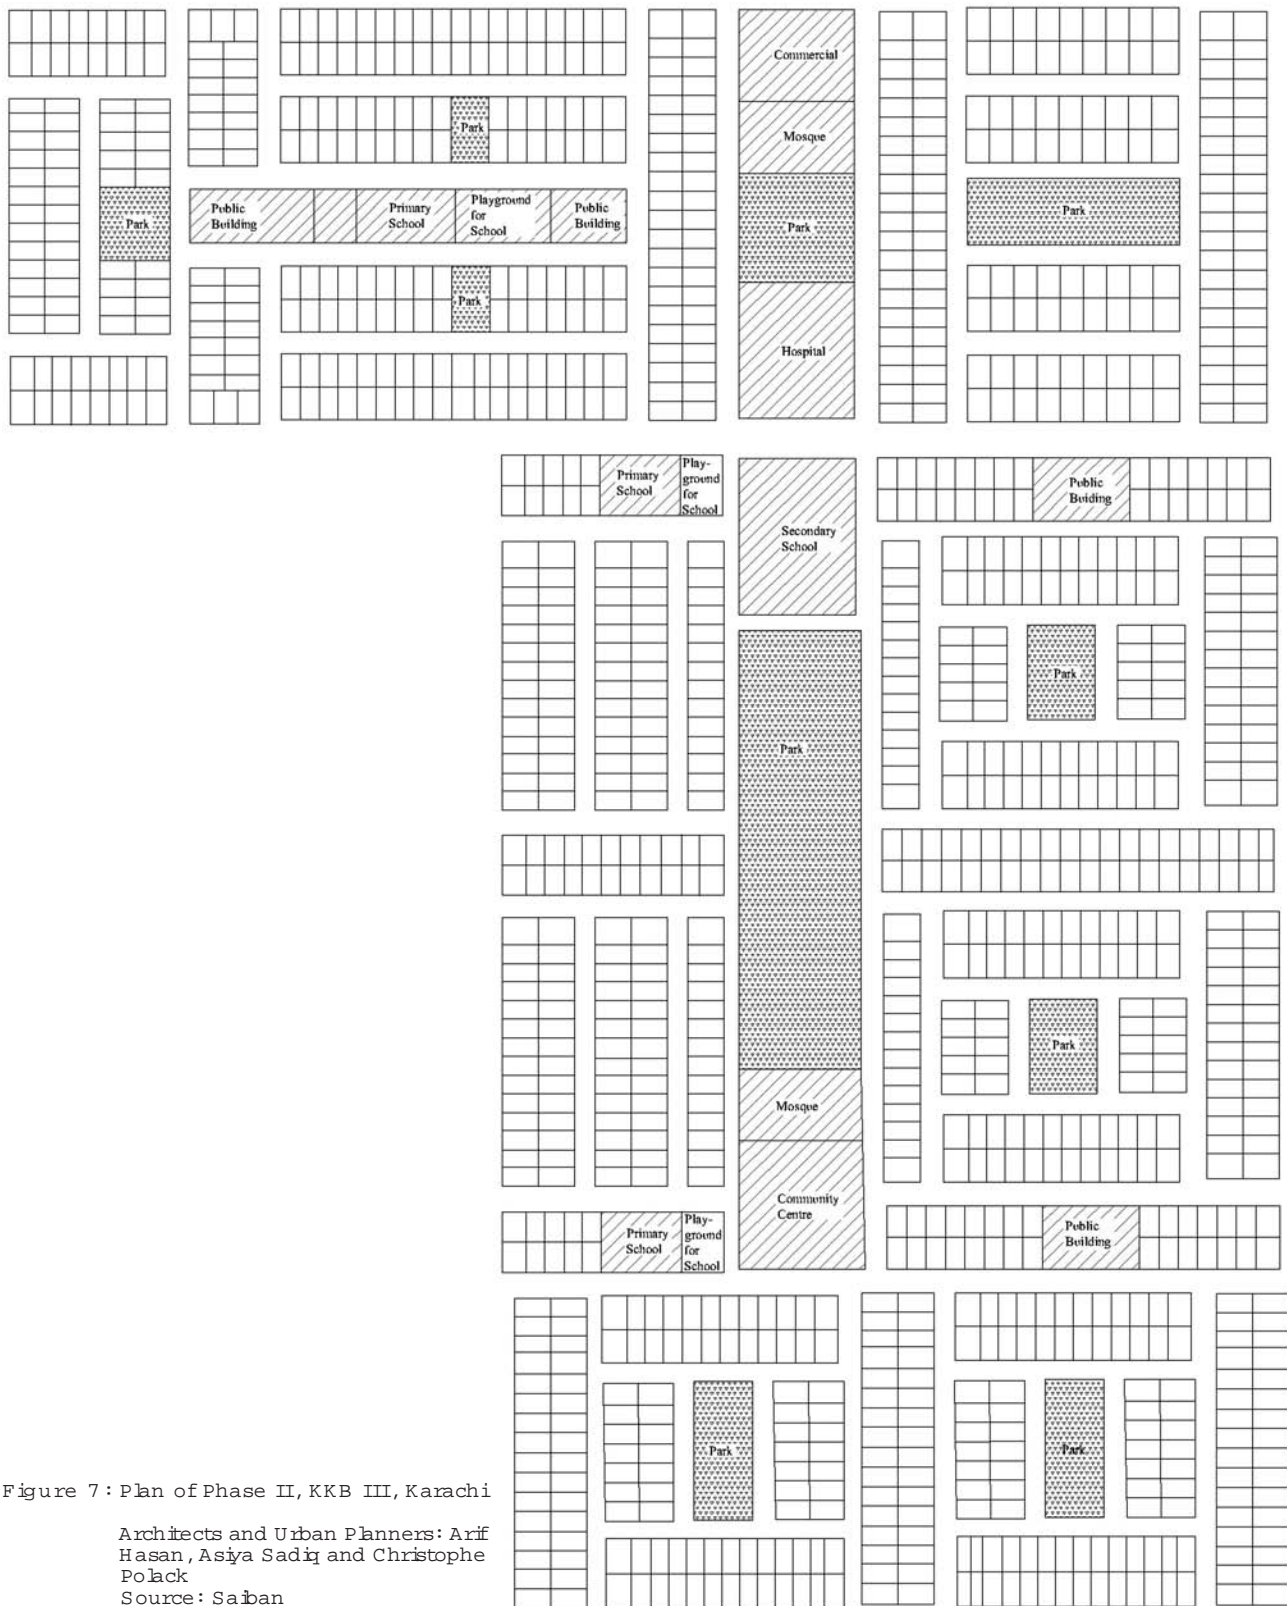 Commercial
Park
Mosque
Public
Building
Primary
School
Playground
for
School
Public
Building
Park
Park
Park
Park
Hospital
Primary
School
Play-
ground
for
School
Secondary
School
Public
Buiding
Park
Park
Park
Mosque
Community
Centre
Primary
School
Play-
ground
for
School
Public
Building
Park
Park
Figure 7: Plan of Phase II, KKB III, Karachi
Architects and Urban Planners: Arif
Hasan, Asiya Sadiq and Christophe
Polack
Source: Saiban